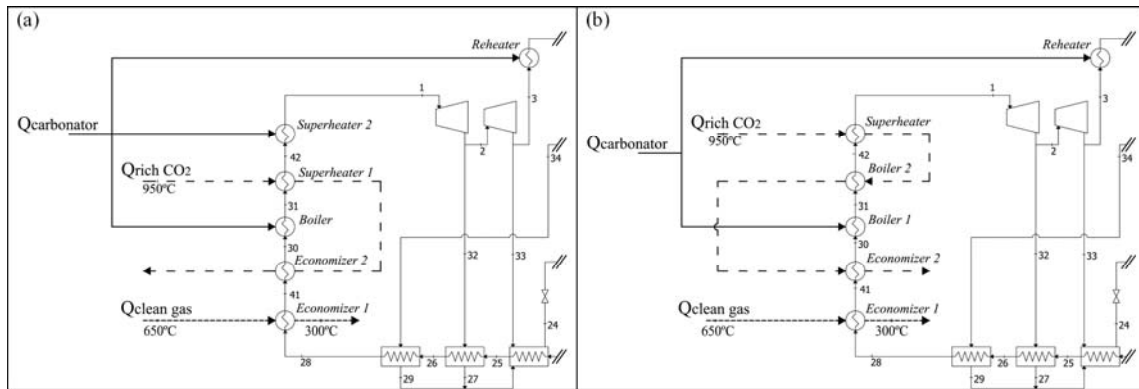 (a)
Reheater
1
3
Qcarbonator
Superheater 2
2
34
42
Qrich CO2
950ºC
Superheater 1
31
Boiler
30
32
33
Economizer 2
41
Qclean gas
Economizer 1
650ºC
300ºC
24
28
26
25
29
27
(b)
Reheater
1
3
Qrich CO2
950ºC
Superheater
Qcarbonator
2
34
42
Boiler 2
31
Boiler 1
30
32
33
Economizer 2
41
Qclean gas
Economizer 1
650ºC
300ºC
24
28
26
25
29
27